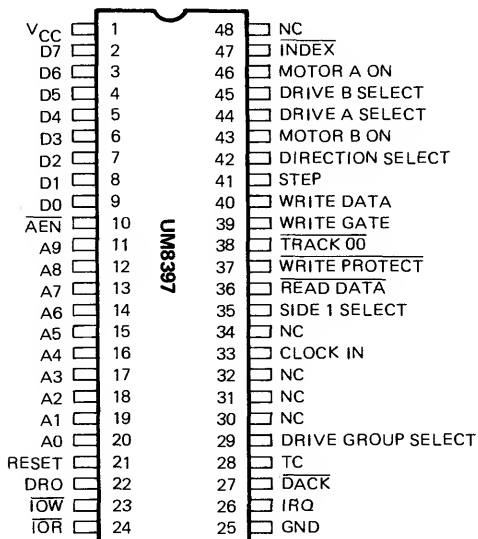 VCC 1 48 NC
D7 2 47 INDEX
D6 3 46 MOTOR A ON
D5 4 45 DRIVE B SELECT
D4 5 44 DRIVE A SELECT
D3 6 43 MOTOR B ON
D2 7 42 DIRECTION SELECT
D1 8 41 STEP
D0 9 40 WRITE DATA
AEN 10 39 WRITE GATE
A9 11 38 TRACK 00
A8 12 37 WRITE PROTECT
A7 13 36 READ DATA
A6 14 35 SIDE 1 SELECT
A5 15 34 NC
A4 16 33 CLOCK IN
A3 17 32 NC
A2 18 31 NC
A1 19 30 NC
A0 20 29 DRIVE GROUP SELECT
RESET 21 28 TC
DRO 22 27 DACK
IOW 23 26 IRQ
IOR 24 25 GND
UM8397